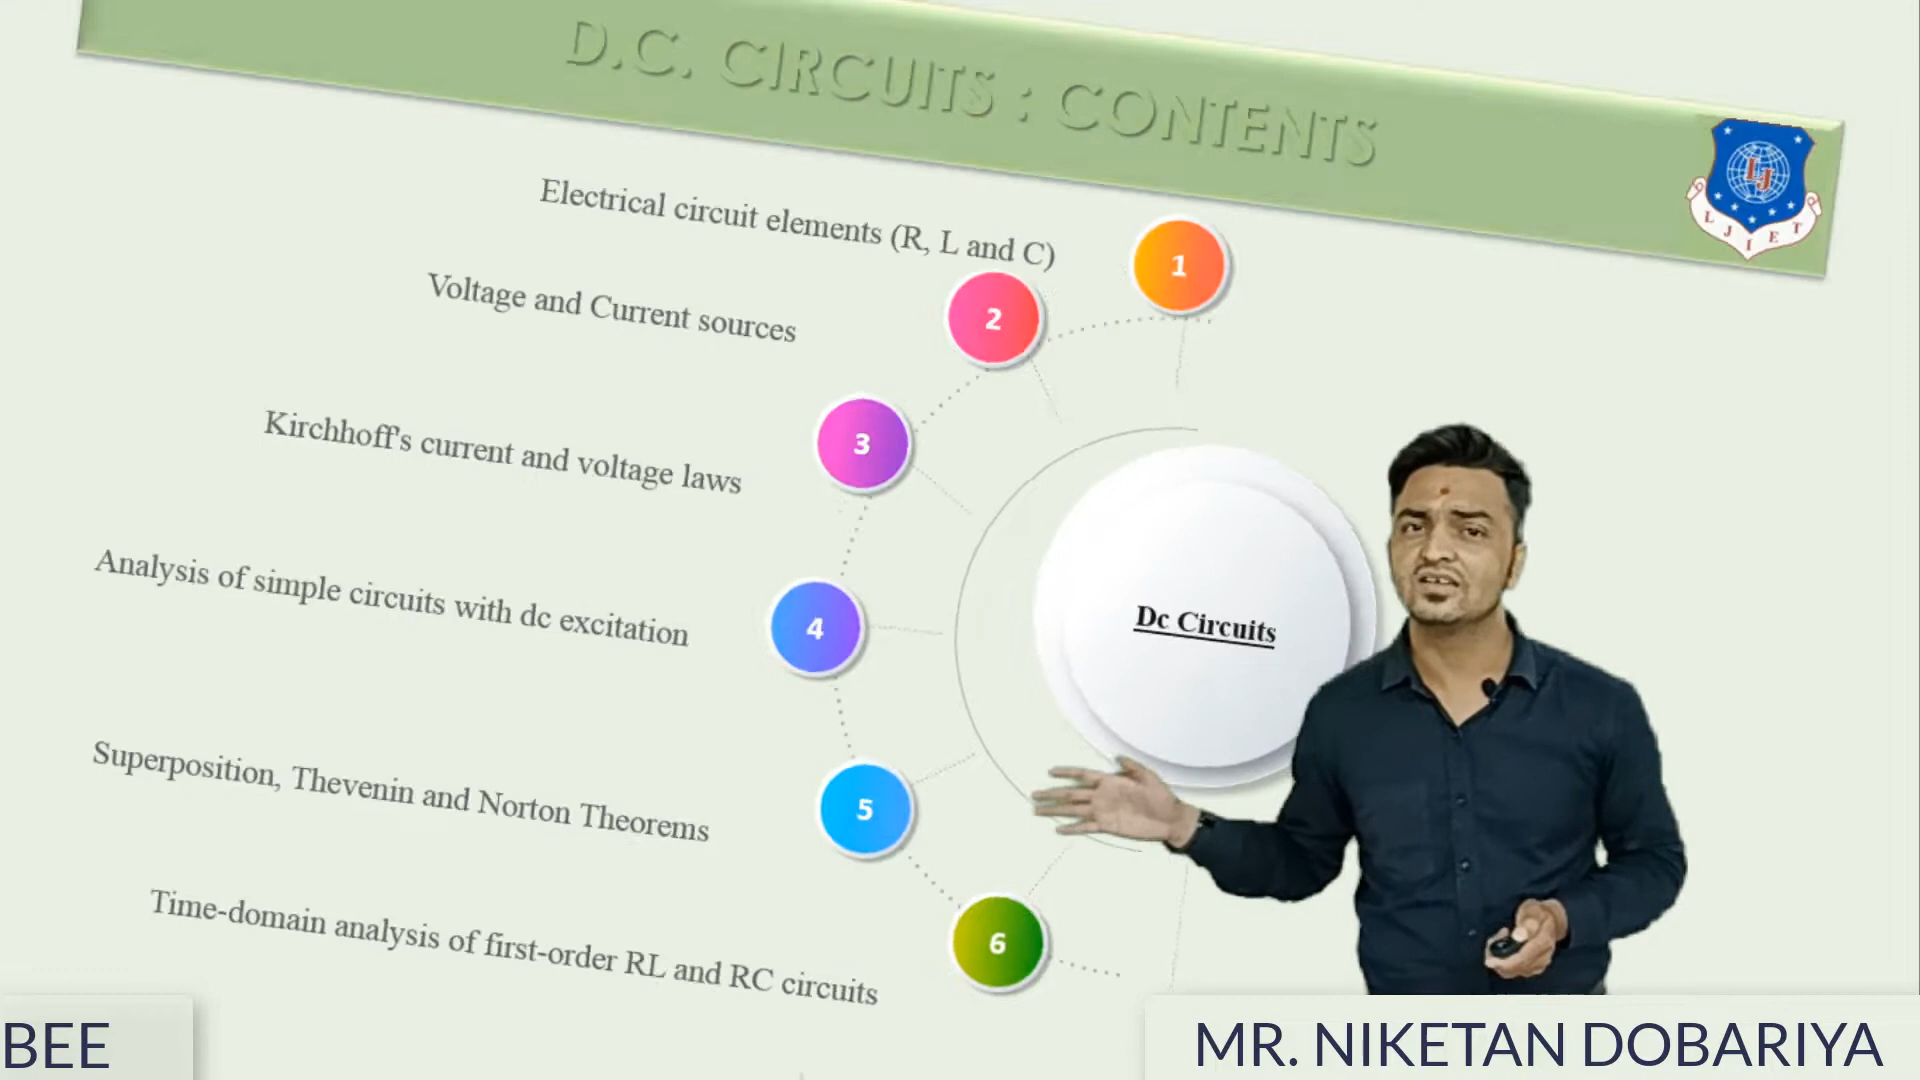 D.C. CIRCUITS : CONTENTS
LJ
L J I E T
Electrical circuit elements (R, L and C)
1
Voltage and Current sources
2
Kirchhoff's current and voltage laws
3
Analysis of simple circuits with dc excitation
4
Dc Circuits
Superposition, Thevenin and Norton Theorems
5
Time-domain analysis of first-order RL and RC circuits
6
BEE
MR. NIKETAN DOBARIYA